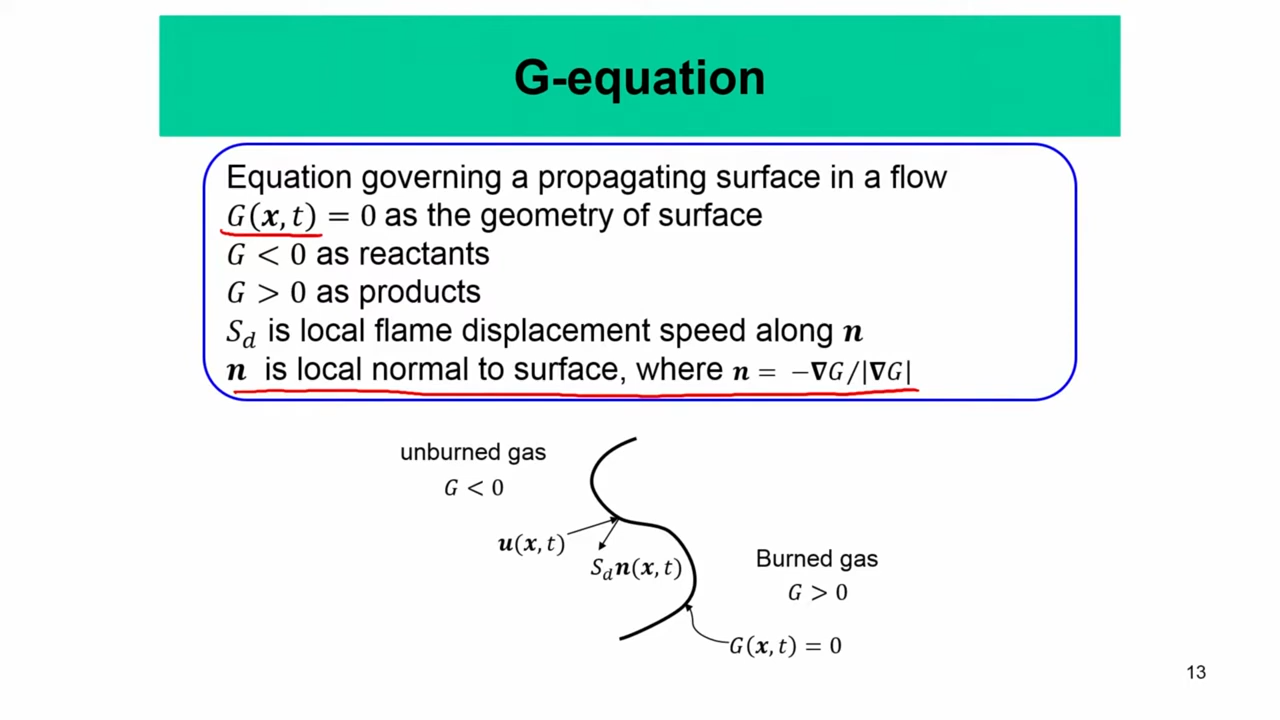 G-equation
Equation governing a propagating surface in a flow
G(x, t) = 0 as the geometry of surface
G < 0 as reactants
G > 0 as products
S_d is local flame displacement speed along n
n is local normal to surface, where n = −∇G/|∇G|
unburned gas
G < 0
u(x, t)
S_d n(x, t)
Burned gas
G > 0
G(x, t) = 0
13